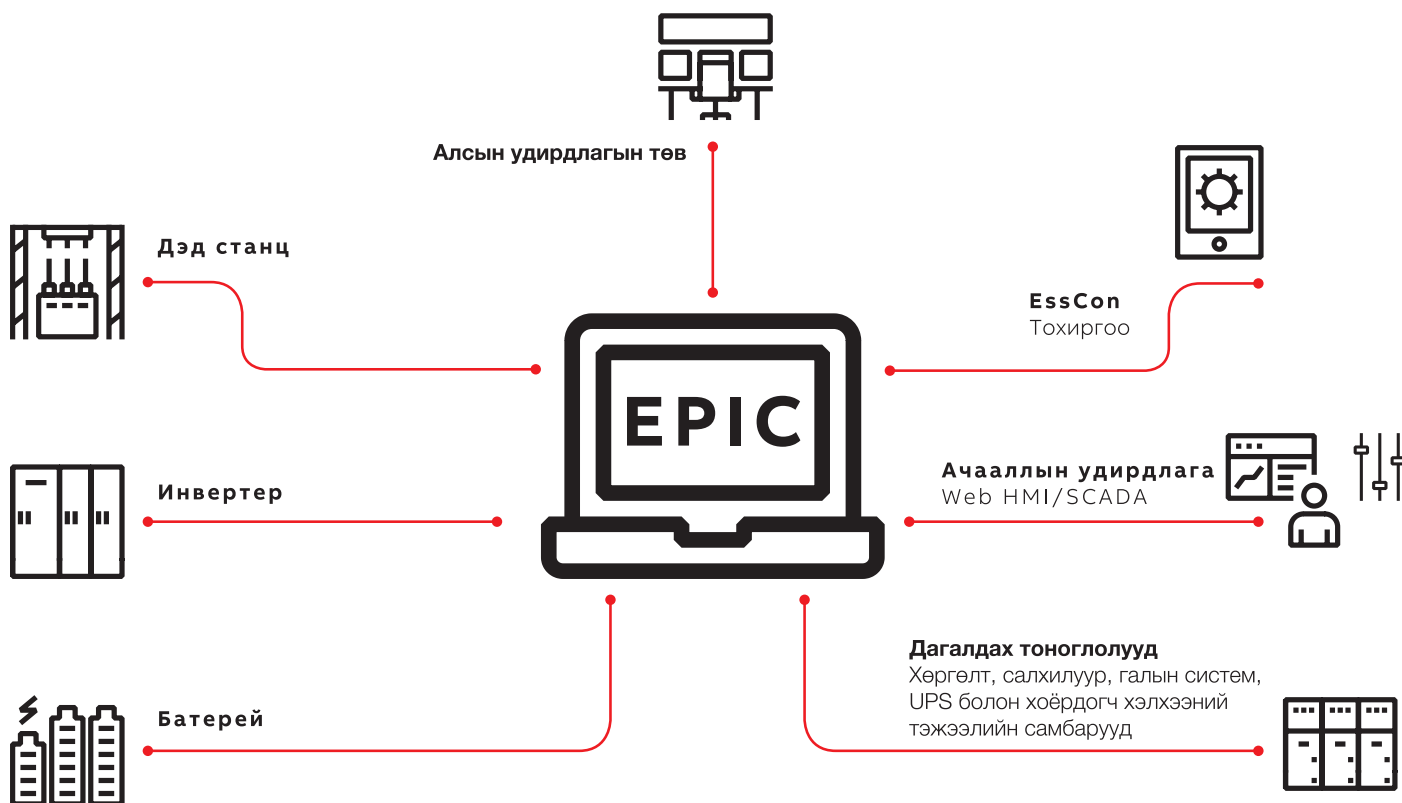 Алсын удирдлагын төв
Дэд станц
EssCon
Тохиргоо
EPIC
Инвертер
Ачааллын удирдлага
Web HMI/SCADA
Батерей
Дагалдах тоноглолууд
Хөргөлт, салхилуур, галын систем,
UPS болон хоёрдогч хэлхээний
тэжээлийн самбарууд